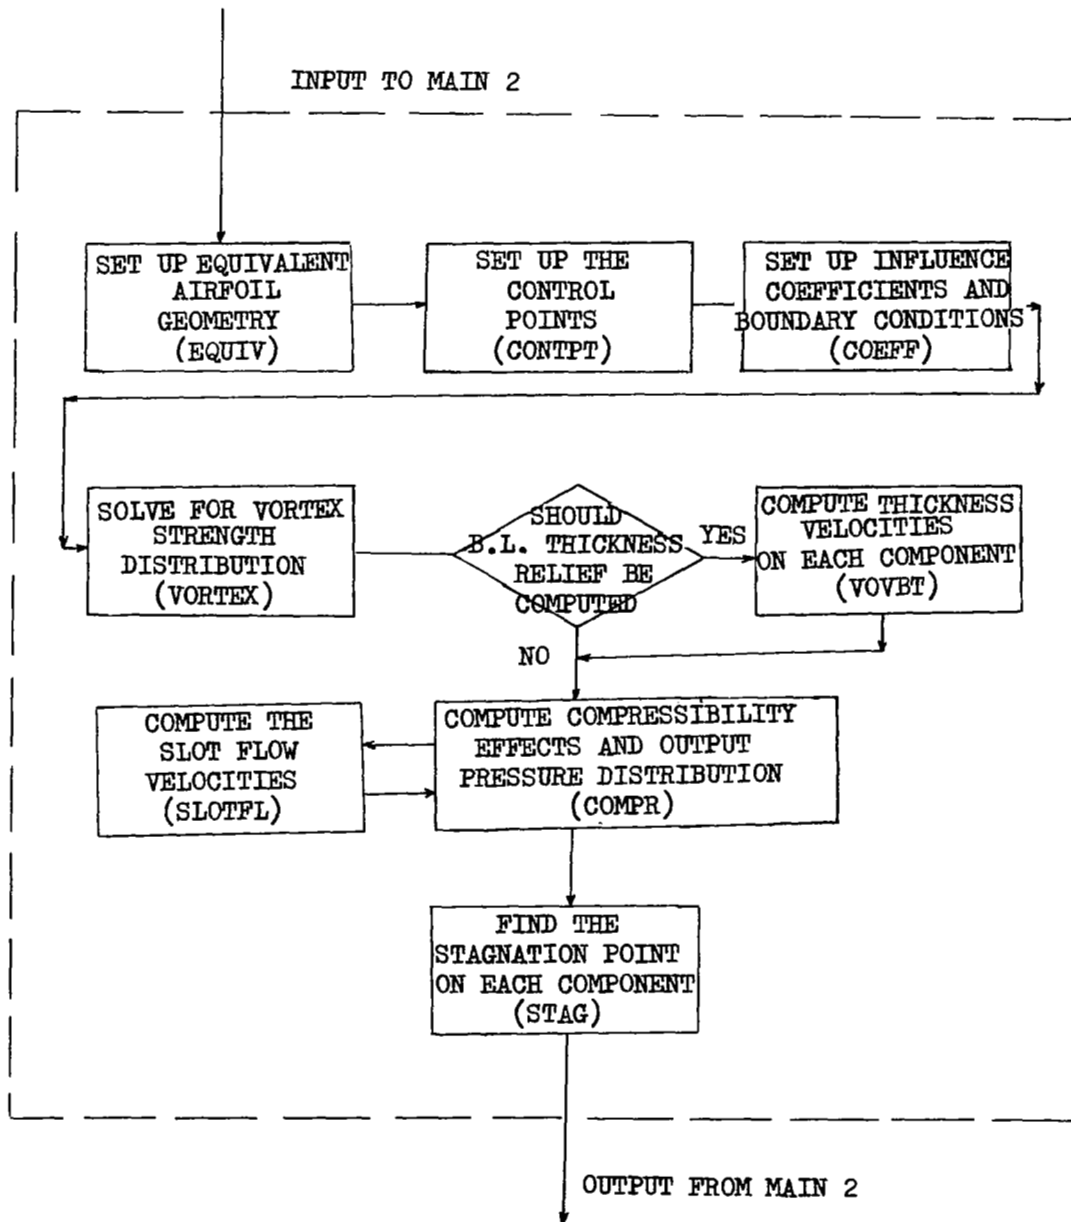 INPUT TO MAIN 2
SET UP EQUIVALENT
AIRFOIL
GEOMETRY
(EQUIV)
SET UP THE
CONTROL
POINTS
(CONTPT)
SET UP INFLUENCE
COEFFICIENTS AND
BOUNDARY CONDITIONS
(COEFF)
SOLVE FOR VORTEX
STRENGTH
DISTRIBUTION
(VORTEX)
SHOULD
B.L. THICKNESS
RELIEF BE
COMPUTED
YES
COMPUTE THICKNESS
VELOCITIES
ON EACH COMPONENT
(VOVBT)
NO
COMPUTE THE
SLOT FLOW
VELOCITIES
(SLOTFL)
COMPUTE COMPRESSIBILITY
EFFECTS AND OUTPUT
PRESSURE DISTRIBUTION
(COMPR)
FIND THE
STAGNATION POINT
ON EACH COMPONENT
(STAG)
OUTPUT FROM MAIN 2